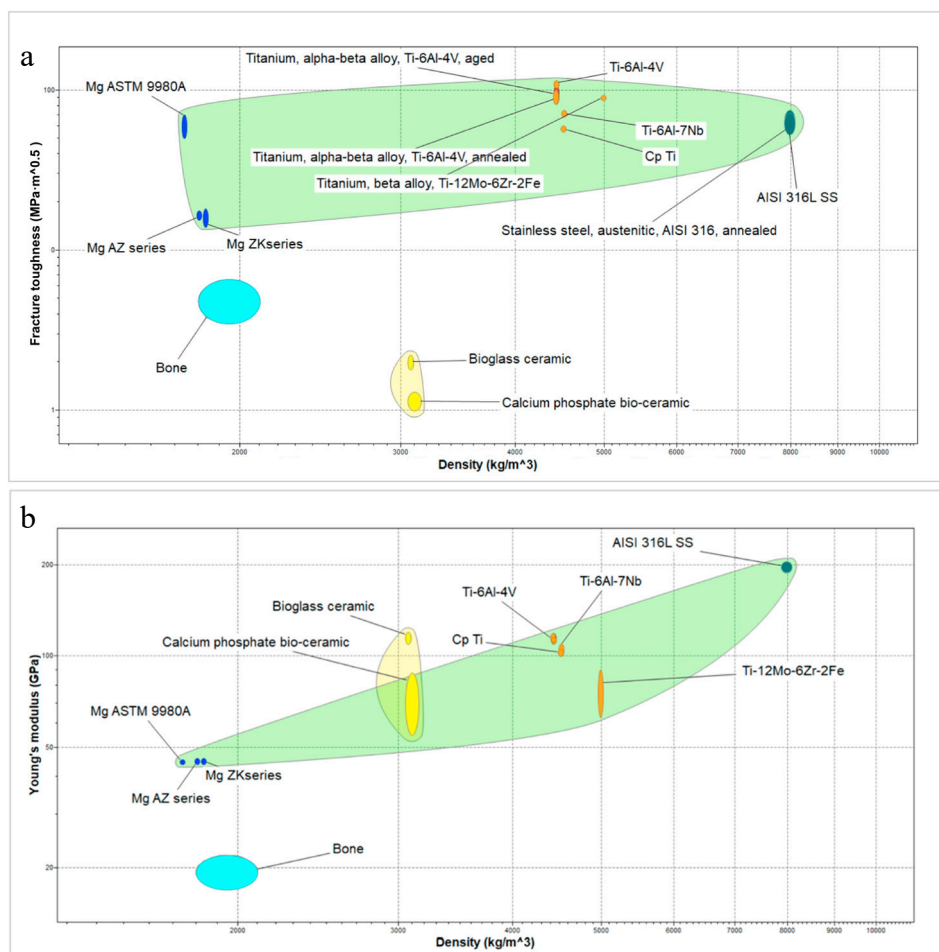 a
Titanium, alpha-beta alloy, Ti-6Al-4V, aged
Ti-6Al-4V
Mg ASTM 9980A
100
Ti-6Al-7Nb
Titanium, alpha-beta alloy, Ti-6Al-4V, annealed
Cp Ti
Titanium, beta alloy, Ti-12Mo-6Zr-2Fe
AISI 316L SS
Stainless steel, austenitic, AISI 316, annealed
Mg AZ series
Mg ZKseries
0
Bone
Bioglass ceramic
Calcium phosphate bio-ceramic
1
Fracture toughness (MPa·m^0.5)
2000 3000 4000 5000 6000 7000 8000 9000 10000
Density (kg/m^3)
b
AISI 316L SS
200
Ti-6Al-7Nb
Ti-6Al-4V
Bioglass ceramic
Cp Ti
Calcium phosphate bio-ceramic
100
Ti-12Mo-6Zr-2Fe
Mg ASTM 9980A
50
Mg ZKseries
Mg AZ series
Bone
20
Young's modulus (GPa)
2000 3000 4000 5000 6000 7000 8000 9000 10000
Density (kg/m^3)